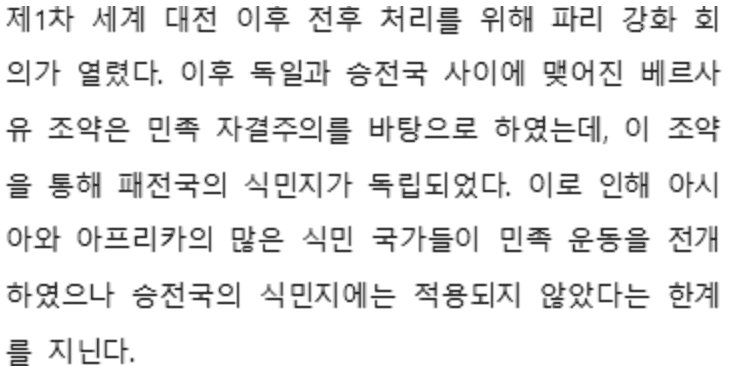 제1차 세계 대전 이후 전후 처리를 위해 파리 강화 회
의가 열렸다. 이후 독일과 승전국 사이에 맺어진 베르사
유 조약은 민족 자결주의를 바탕으로 하였는데, 이 조약
을 통해 패전국의 식민지가 독립되었다. 이로 인해 아시
아와 아프리카의 많은 식민 국가들이 민족 운동을 전개
하였으나 승전국의 식민지에는 적용되지 않았다는 한계
를 지닌다.